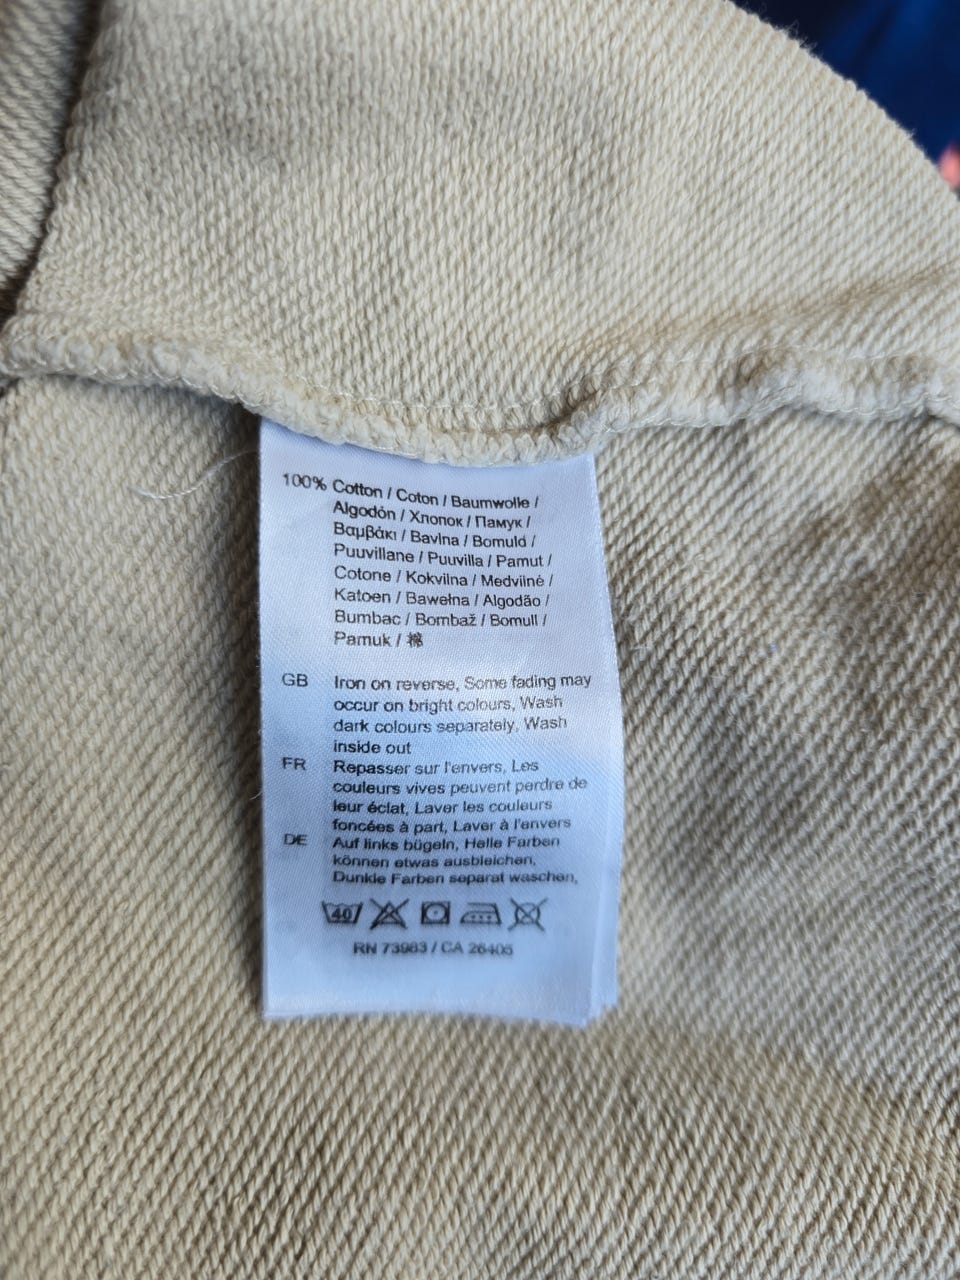 100% Cotton / Coton / Baumwolle /
Algodón / Хлопок / Памук /
Βαμβάκι / Bavlna / Bomuld /
Puuvillane / Puuvilla / Pamut /
Cotone / Kokvilna / Medvilnė /
Katoen / Bawełna / Algodão /
Bumbac / Bombaž / Bomull /
Pamuk / 棉
GB Iron on reverse, Some fading may
occur on bright colours, Wash
dark colours separately, Wash
inside out
FR Repasser sur l'envers, Les
couleurs vives peuvent perdre de
leur éclat, Laver les couleurs
foncées à part, Laver à l'envers
DE Auf links bügeln, Helle Farben
können etwas ausbleichen,
Dunkle Farben separat waschen,
40
RN 73983 / CA 26405